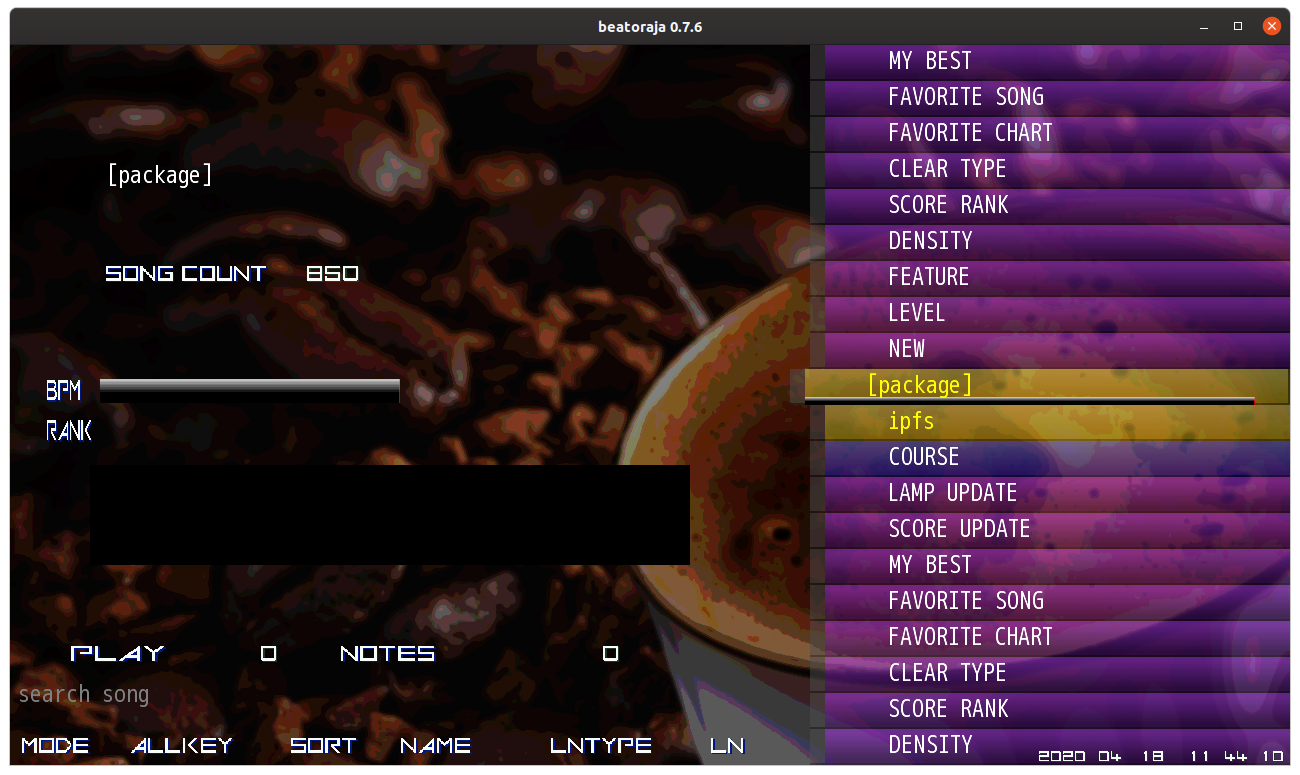 beatoraja 0.7.6
[package]
SONG COUNT 850
BPM
RANK
PLAY 0 NOTES 0
search song
MODE ALLKEY SORT NAME LNTYPE LN
MY BEST
FAVORITE SONG
FAVORITE CHART
CLEAR TYPE
SCORE RANK
DENSITY
FEATURE
LEVEL
NEW
[package]
ipfs
COURSE
LAMP UPDATE
SCORE UPDATE
MY BEST
FAVORITE SONG
FAVORITE CHART
CLEAR TYPE
SCORE RANK
DENSITY
2020 04 18 11 44 10